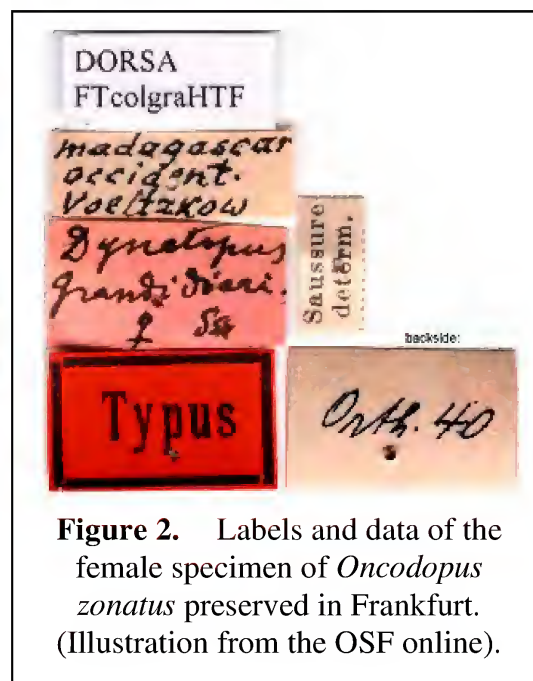 DORSA
FTcolgraHTF
madagascar
occident.
Voeltzkow
Dynatopus
grandidieri.
♀ Ss
Saussure
determ.
Typus
backside:
Orth. 40
Figure 2. Labels and data of the
female specimen of Oncodopus
zonatus preserved in Frankfurt.
(Illustration from the OSF online).